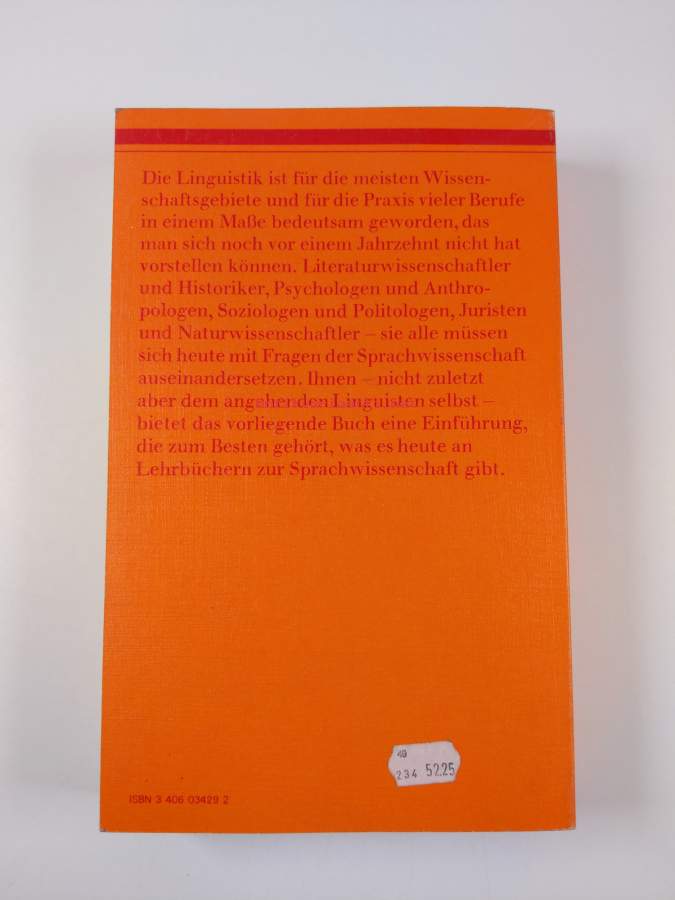 Die Linguistik ist für die meisten Wissen-
schaftsgebiete und für die Praxis vieler Berufe
in einem Maße bedeutsam geworden, das
man sich noch vor einem Jahrzehnt nicht hat
vorstellen können. Literaturwissenschaftler
und Historiker, Psychologen und Anthro-
pologen, Soziologen und Politologen, Juristen
und Naturwissenschaftler – sie alle müssen
sich heute mit Fragen der Sprachwissenschaft
auseinandersetzen. Ihnen – nicht zuletzt
aber dem angehenden Linguisten selbst –
bietet das vorliegende Buch eine Einführung,
die zum Besten gehört, was es heute an
Lehrbüchern zur Sprachwissenschaft gibt.
40
234 52.25
ISBN 3 406 03429 2